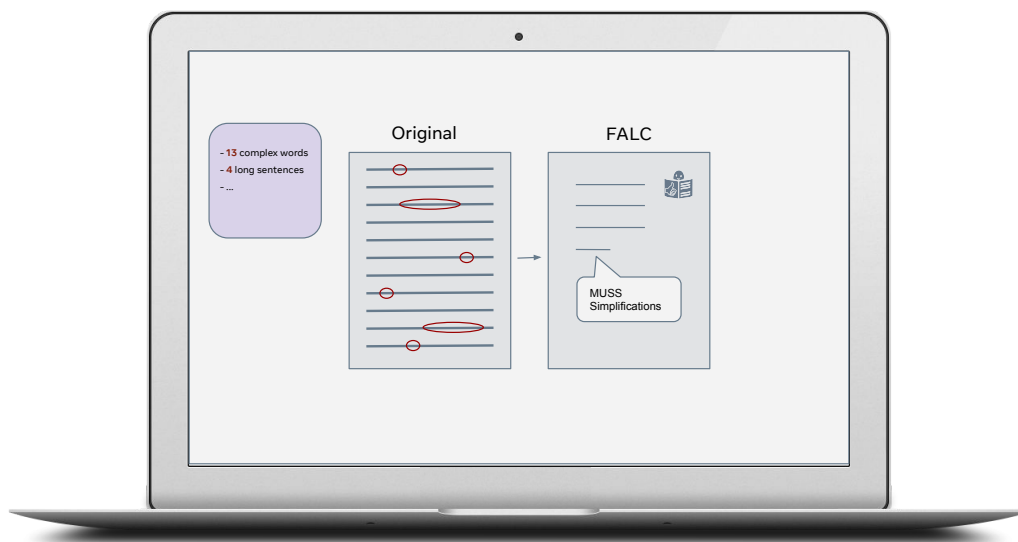 - 13 complex words
- 4 long sentences
- ...
Original
FALC
MUSS
Simplifications